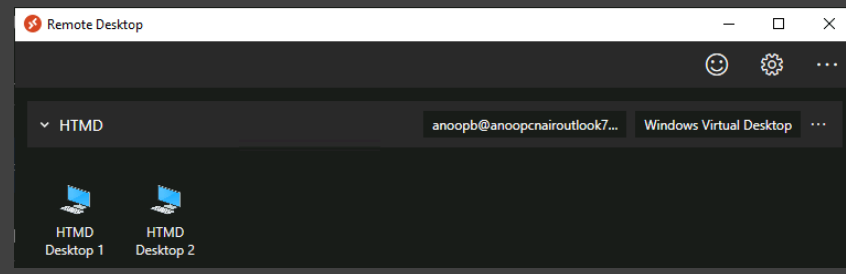 Remote Desktop
HTMD
anoopb@anoopcnairoutlook7...
Windows Virtual Desktop
HTMD
Desktop 1
HTMD
Desktop 2